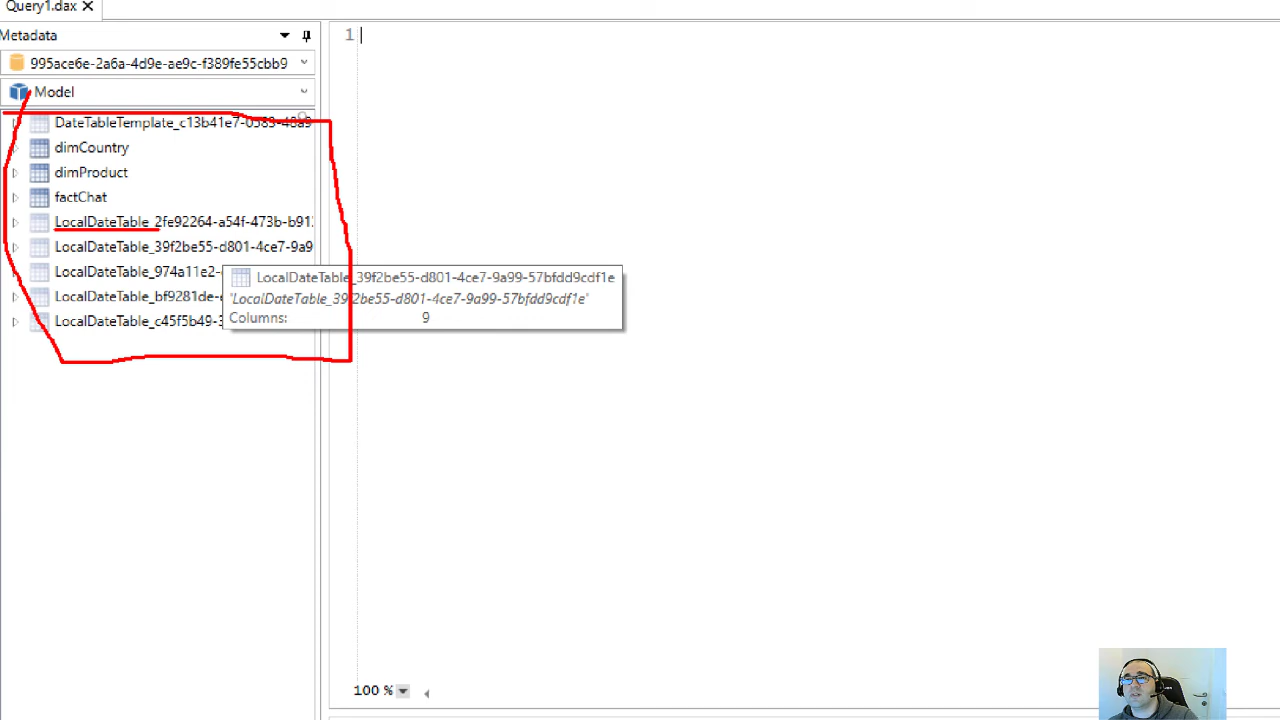 Query1.dax
Metadata
995ace6e-2a6a-4d9e-ae9c-f389fe55cbb9
1
Model
DateTableTemplate_c13b41e7-0583-48a9
dimCountry
dimProduct
factChat
LocalDateTable_2fe92264-a54f-473b-b91
LocalDateTable_39f2be55-d801-4ce7-9a9
LocalDateTable_974a11e2-
LocalDateTable_39f2be55-d801-4ce7-9a99-57bfdd9cdf1e
LocalDateTable_bf9281de-
'LocalDateTable_39f2be55-d801-4ce7-9a99-57bfdd9cdf1e'
LocalDateTable_c45f5b49-
Columns: 9
100 %